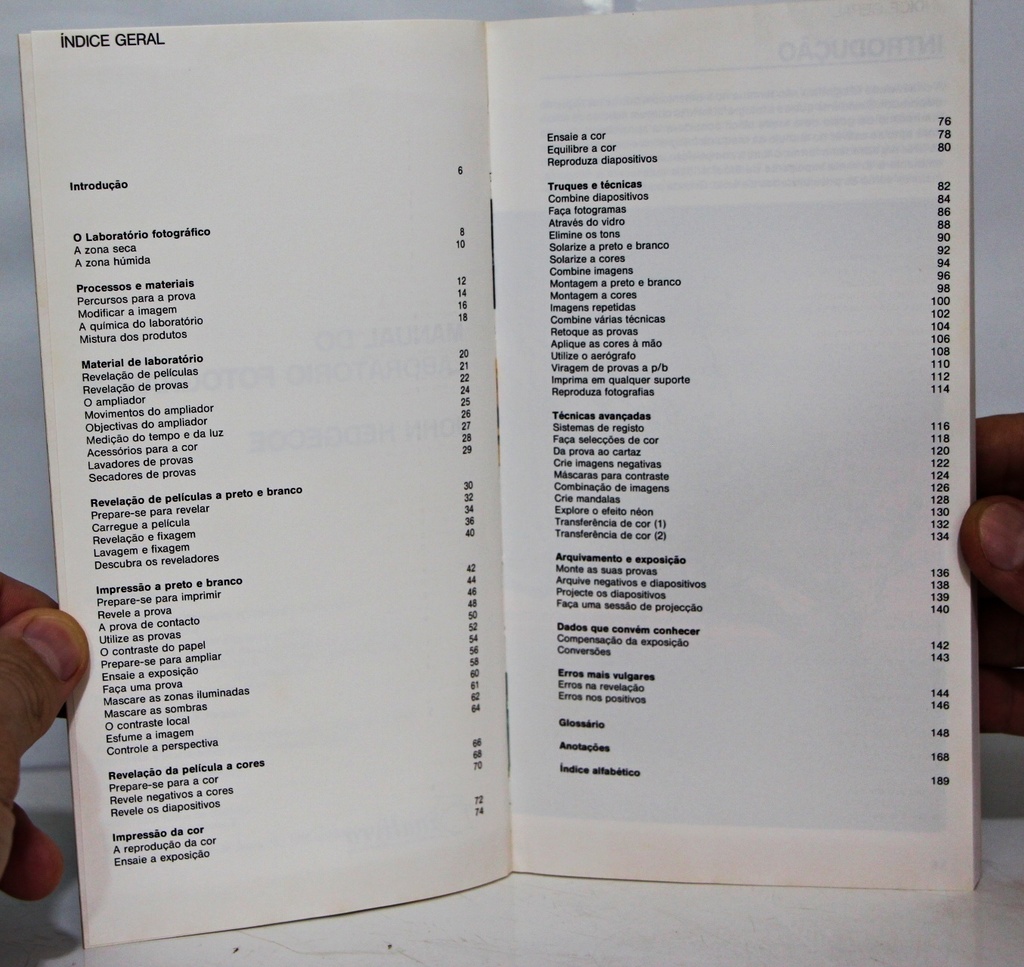 ÍNDICE GERAL
Introdução 6
O Laboratório fotográfico
A zona seca 8
A zona húmida 10
Processos e materiais
Percursos para a prova 12
Modificar a imagem 14
A química do laboratório 16
Mistura dos produtos 18
Material de laboratório
Revelação de películas 20
Revelação de provas 21
O ampliador 22
Movimentos do ampliador 24
Objectivas do ampliador 25
Medição do tempo e da luz 26
Acessórios para a cor 27
Lavadores de provas 28
Secadores de provas 29
Revelação de películas a preto e branco
Prepare-se para revelar 30
Carregue a película 32
Revelação e fixagem 34
Lavagem e fixagem 36
Descubra os reveladores 40
Impressão a preto e branco
Prepare-se para imprimir 42
Revele a prova 44
A prova de contacto 46
Utilize as provas 48
O contraste do papel 50
Prepare-se para ampliar 52
Ensaie a exposição 54
Faça uma prova 56
Mascare as zonas iluminadas 58
Mascare as sombras 60
O contraste local 61
Esfume a imagem 62
Controle a perspectiva 64
Revelação da película a cores
Prepare-se para a cor 66
Revele negativos a cores 68
Revele os diapositivos 70
Impressão da cor
A reprodução da cor 72
Ensaie a exposição 74
Ensaie a cor 76
Equilibre a cor 78
Reproduza diapositivos 80
Truques e técnicas
Combine diapositivos 82
Faça fotogramas 84
Através do vidro 86
Elimine os tons 88
Solarize a preto e branco 90
Solarize a cores 92
Combine imagens 94
Montagem a preto e branco 96
Montagem a cores 98
Imagens repetidas 100
Combine várias técnicas 102
Retoque as provas 104
Aplique as cores à mão 106
Utilize o aerógrafo 108
Viragem de provas a p/b 110
Imprima em qualquer suporte 112
Reproduza fotografias 114
Técnicas avançadas
Sistemas de registo 116
Faça selecções de cor 118
Da prova ao cartaz 120
Crie imagens negativas 122
Máscaras para contraste 124
Combinação de imagens 126
Crie mandalas 128
Explore o efeito néon 130
Transferência de cor (1) 132
Transferência de cor (2) 134
Arquivamento e exposição
Monte as suas provas 136
Arquive negativos e diapositivos 138
Projecte os diapositivos 139
Faça uma sessão de projecção 140
Dados que convém conhecer
Compensação da exposição 142
Conversões 143
Erros mais vulgares
Erros na revelação 144
Erros nos positivos 146
Glossário 148
Anotações 168
Índice alfabético 189